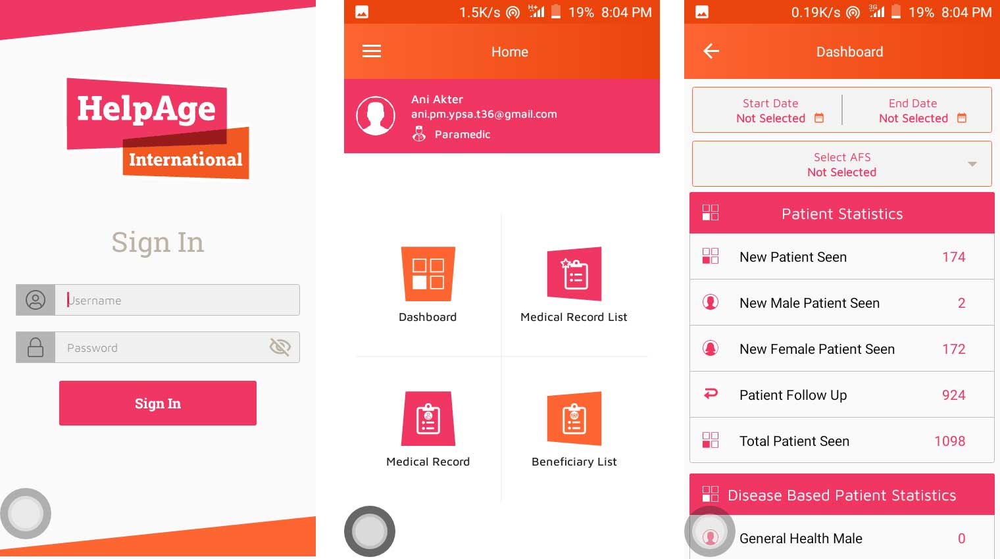 HelpAge
International
Sign In
Username
Password
Sign In
1.5K/s H+ 19% 8:04 PM
Home
Ani Akter
ani.pm.ypsa.t36@gmail.com
Paramedic
Dashboard
Medical Record List
Medical Record
Beneficiary List
0.19K/s 3G 19% 8:04 PM
Dashboard
Start Date
Not Selected
End Date
Not Selected
Select AFS
Not Selected
Patient Statistics
New Patient Seen 174
New Male Patient Seen 2
New Female Patient Seen 172
Patient Follow Up 924
Total Patient Seen 1098
Disease Based Patient Statistics
General Health Male 0